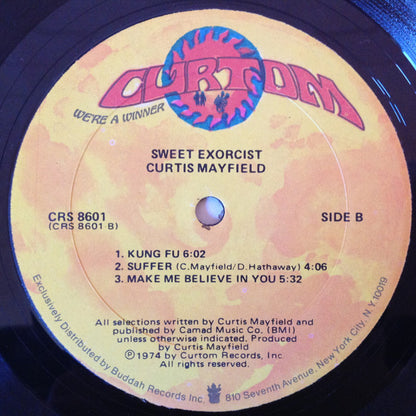 CURTOM
WE'RE A WINNER
SWEET EXORCIST
CURTIS MAYFIELD
CRS 8601
(CRS 8601 B)
SIDE B
1. KUNG FU 6:02
2. SUFFER (C.Mayfield/D.Hathaway) 4:06
3. MAKE ME BELIEVE IN YOU 5:32
All selections written by Curtis Mayfield and
published by Camad Music Co. (BMI)
unless otherwise indicated. Produced
by Curtis Mayfield
℗1974 by Curtom Records, Inc.
All rights reserved.
Exclusively Distributed by Buddah Records Inc. 810 Seventh Avenue, New York City, N.Y.10019